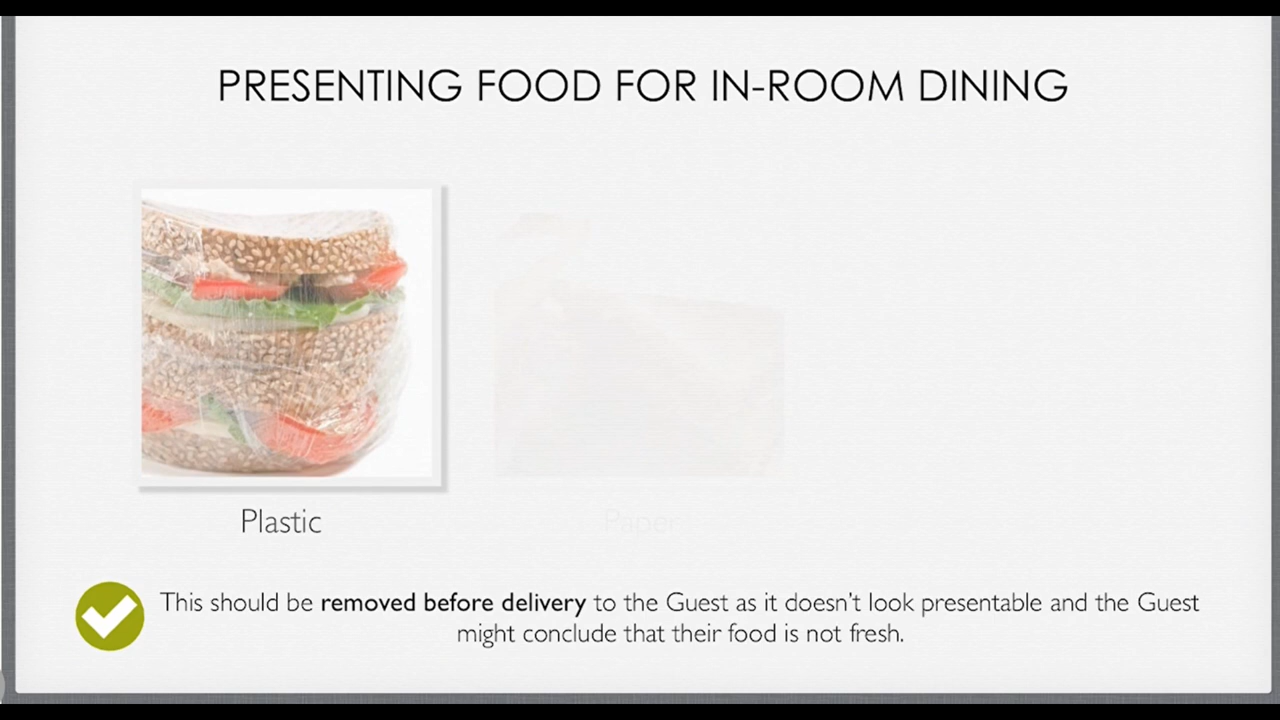 PRESENTING FOOD FOR IN-ROOM DINING
Plastic
Paper
This should be removed before delivery to the Guest as it doesn't look presentable and the Guest
might conclude that their food is not fresh.